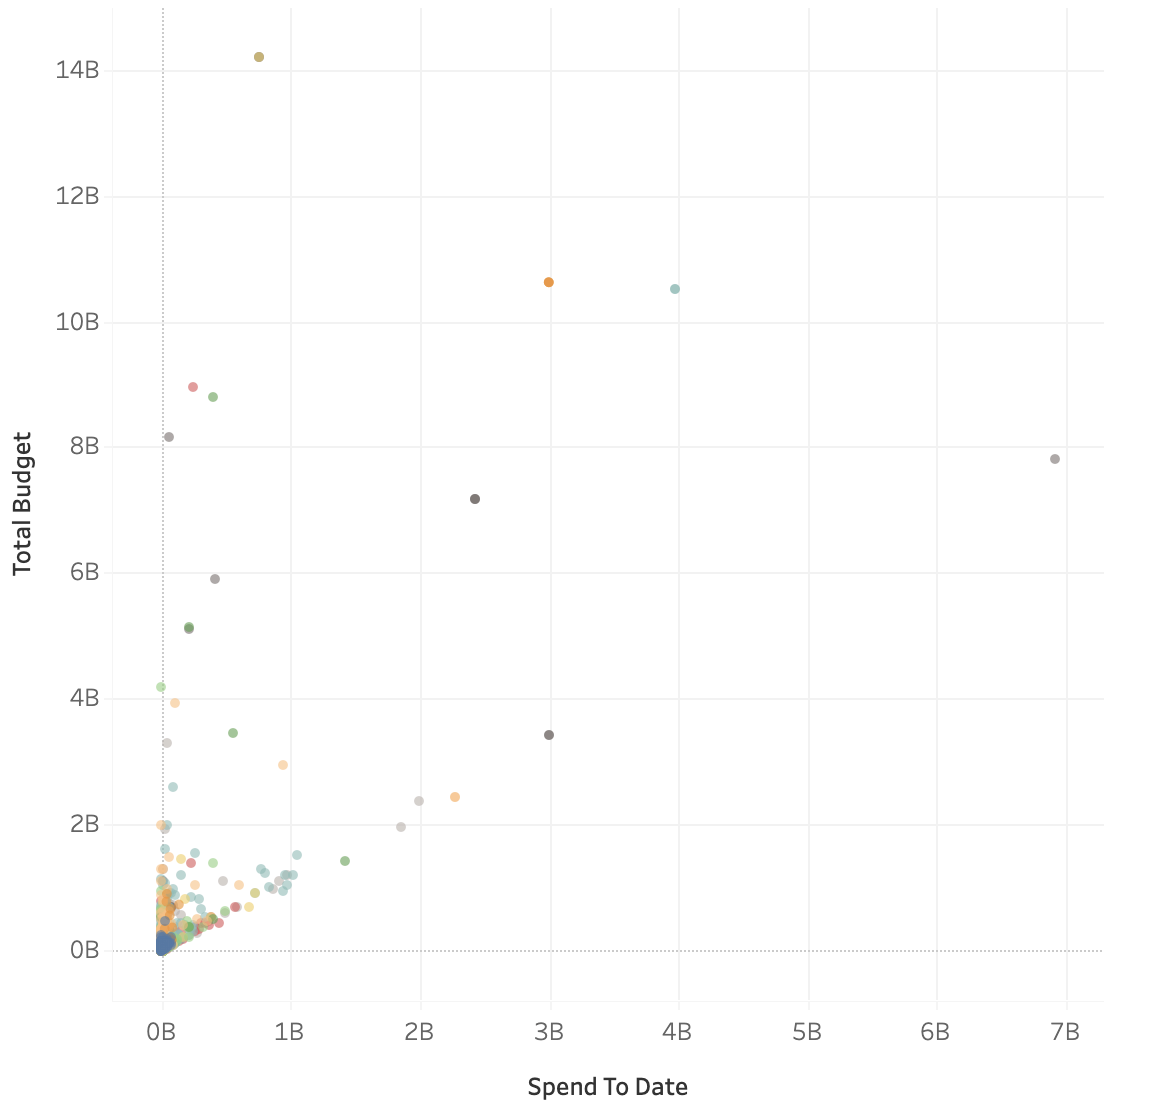 14B
12B
10B
8B
6B
4B
2B
0B
Total Budget
0B 1B 2B 3B 4B 5B 6B 7B
Spend To Date